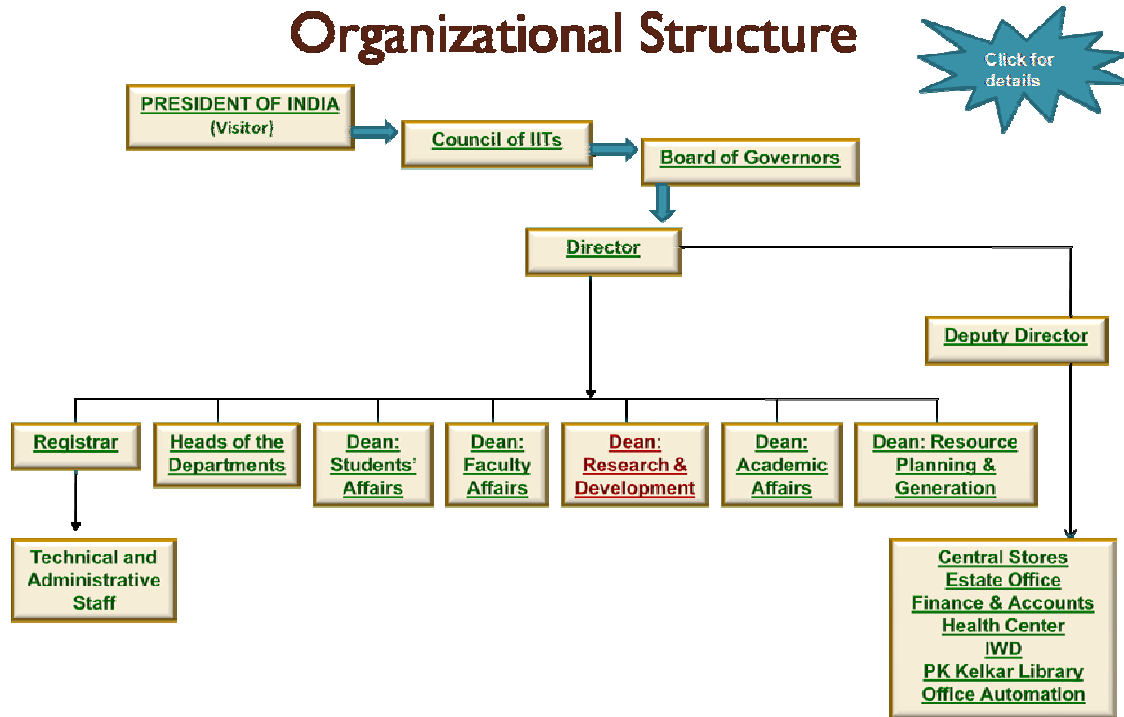 Organizational Structure
Click for
details
PRESIDENT OF INDIA
(Visitor)
Council of IITs
Board of Governors
Director
Deputy Director
Registrar
Heads of the
Departments
Dean:
Students’
Affairs
Dean:
Faculty
Affairs
Dean:
Research &
Development
Dean:
Academic
Affairs
Dean: Resource
Planning &
Generation
Technical and
Administrative
Staff
Central Stores
Estate Office
Finance & Accounts
Health Center
IWD
PK Kelkar Library
Office Automation